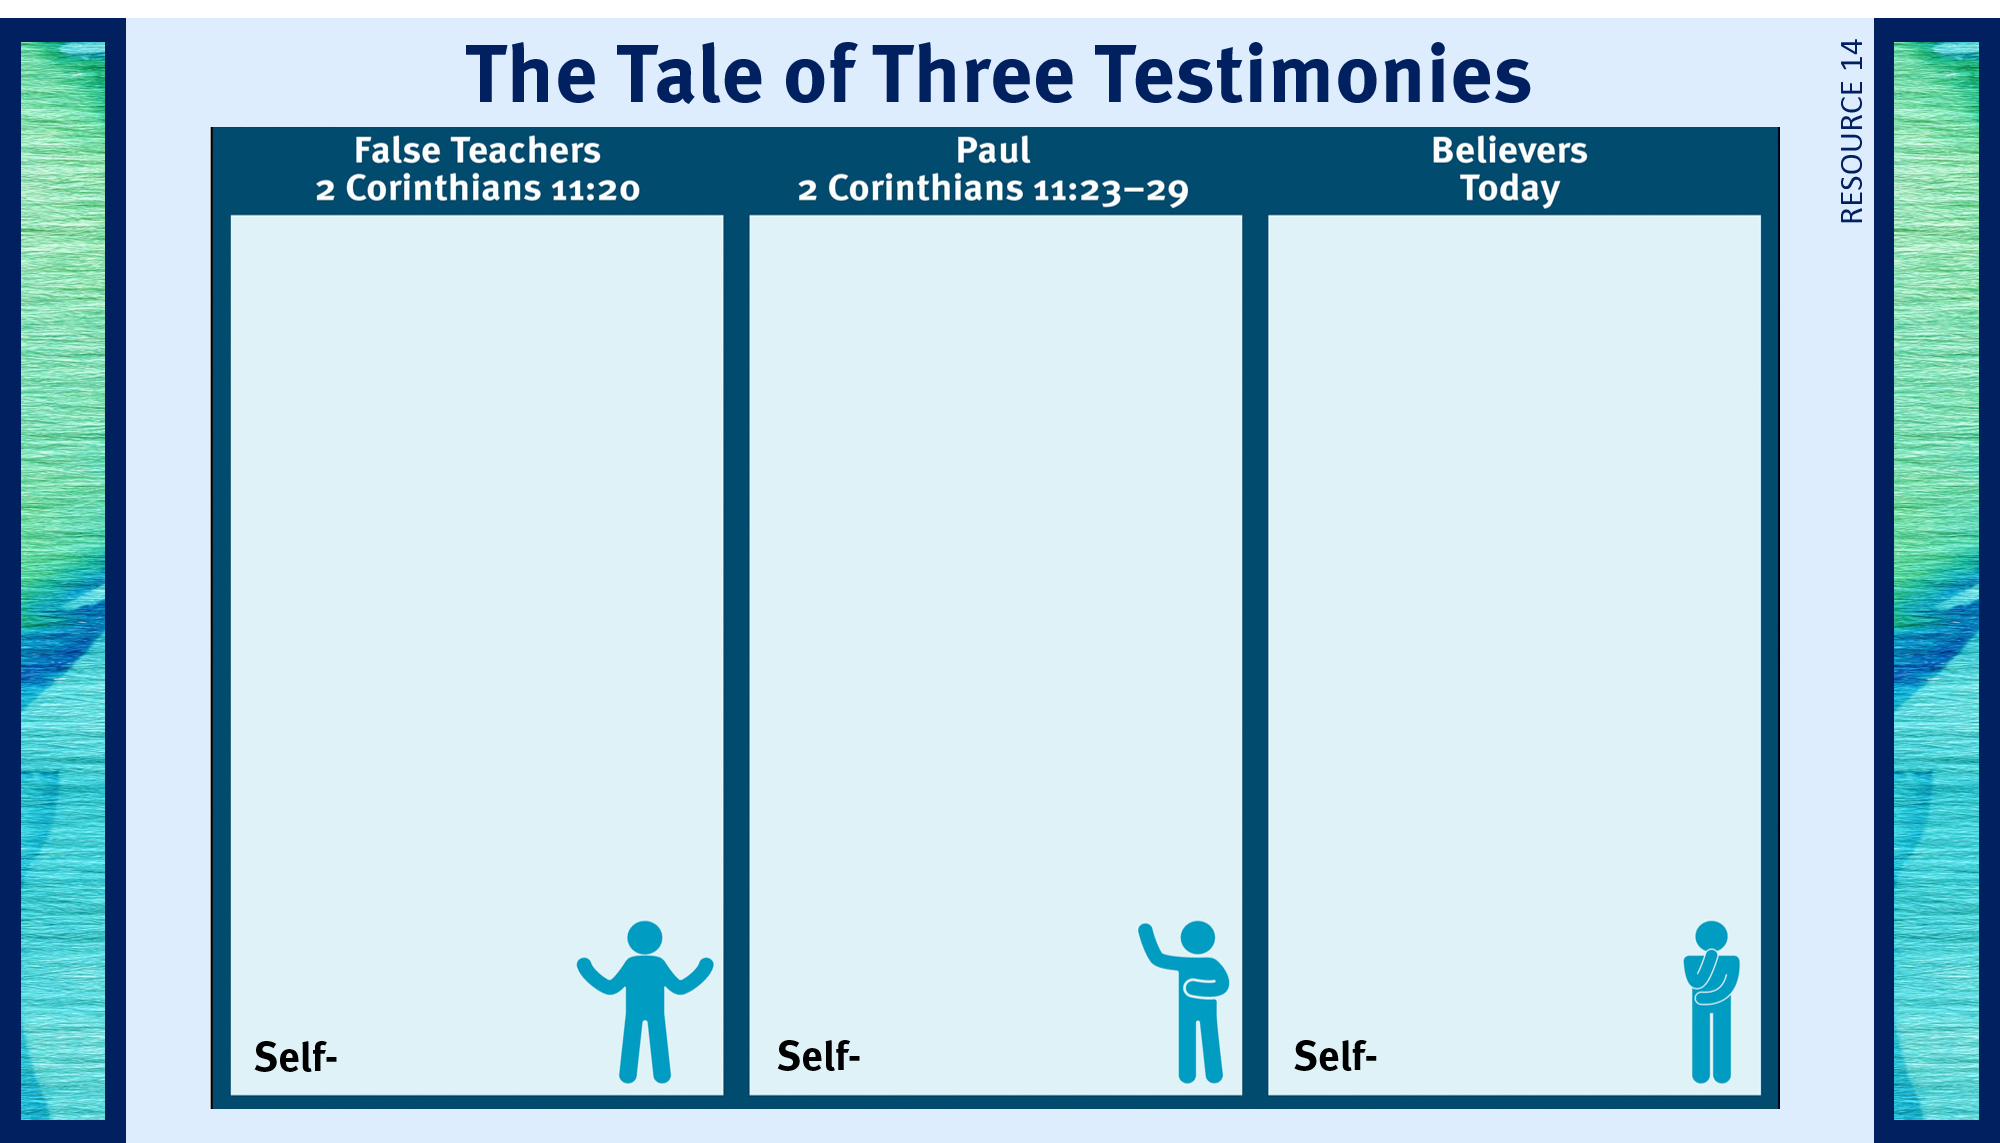 The Tale of Three Testimonies
RESOURCE 14
False Teachers
2 Corinthians 11:20
Paul
2 Corinthians 11:23–29
Believers
Today
Self-
Self-
Self-